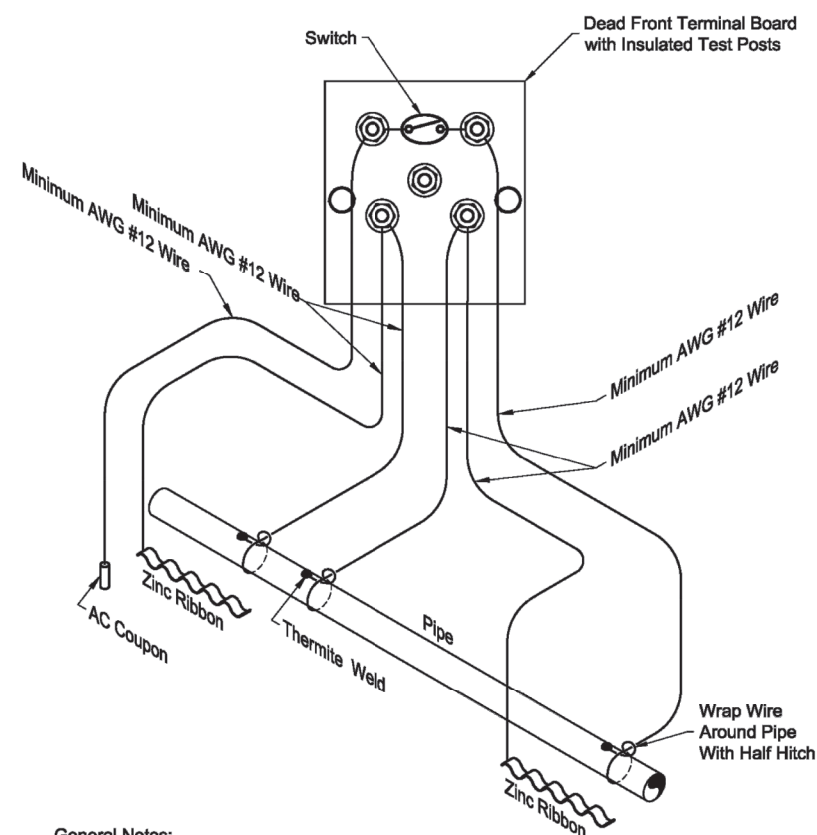 Switch
Dead Front Terminal Board
with Insulated Test Posts
Minimum AWG #12 Wire
Minimum AWG #12 Wire
Minimum AWG #12 Wire
Minimum AWG #12 Wire
Zinc Ribbon
AC Coupon
Thermite Weld
Pipe
Wrap Wire
Around Pipe
With Half Hitch
Zinc Ribbon
General Notes: